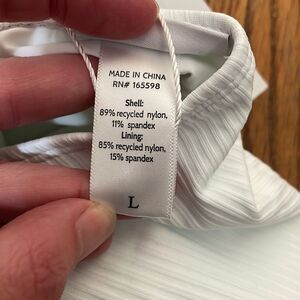 MADE IN CHINA
RN# 165598
Shell:
89% recycled nylon,
11% spandex
Lining:
85% recycled nylon,
15% spandex
L